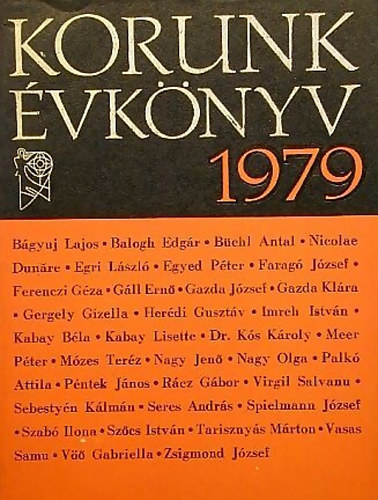 KORUNK
ÉVKÖNYV
1979
Bágyuj Lajos • Balogh Edgár • Büchl Antal • Nicolae
Dunăre • Egri László • Egyed Péter • Faragó József •
Ferenczi Géza • Gáll Ernő • Gazda József • Gazda Klára
• Gergely Gizella • Herédi Gusztáv • Imreh István •
Kabay Béla • Kabay Lisette • Dr. Kós Károly • Meer
Péter • Mózes Teréz • Nagy Jenő • Nagy Olga • Palkó
Attila • Péntek János • Rácz Gábor • Virgil Salvanu •
Sebestyén Kálmán • Seres András • Spielmann József
• Szabó Ilona • Szőcs István • Tarisznyás Márton • Vasas
Samu • Vöő Gabriella • Zsigmond József